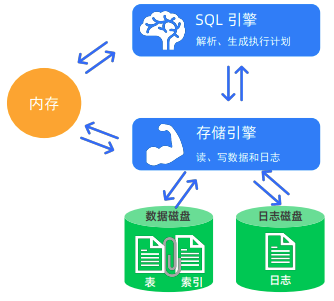 SQL 引擎
解析、生成执行计划
内存
存储引擎
读、写数据和日志
数据磁盘
日志磁盘
表
索引
日志